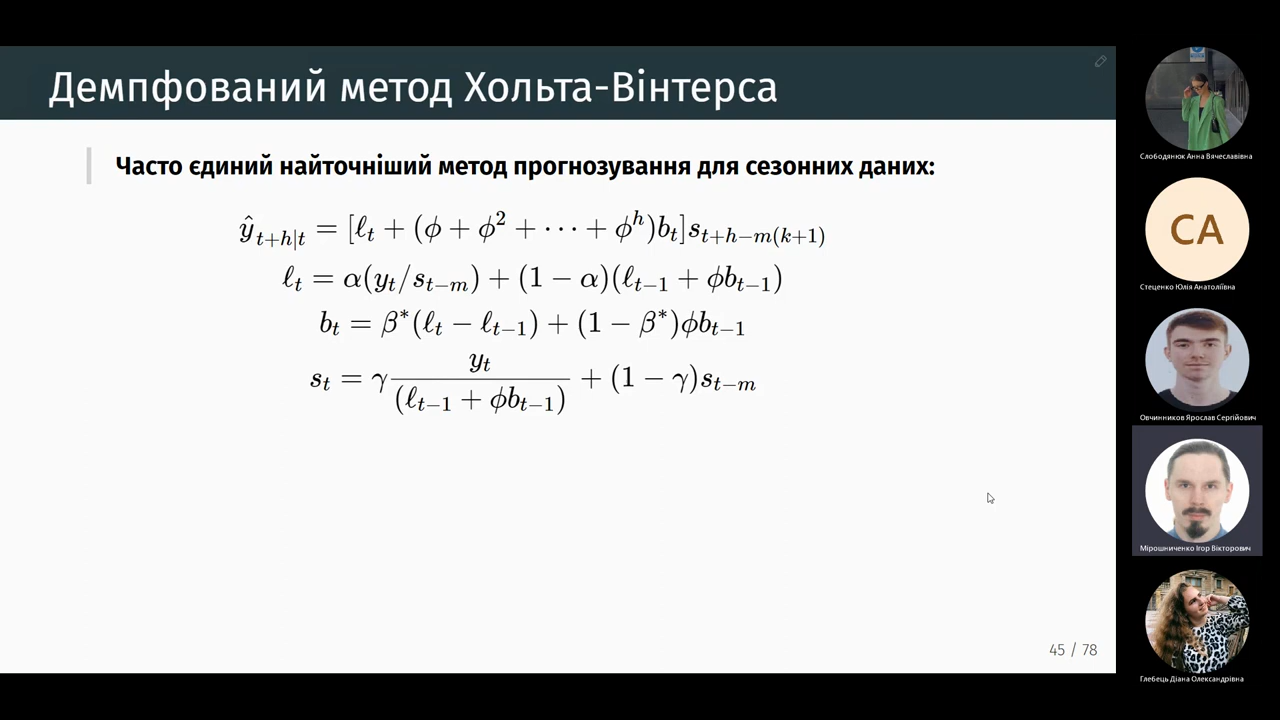 Демпфований метод Хольта-Вінтерса
Часто єдиний найточніший метод прогнозування для сезонних даних:
ŷ_{t+h|t} = [ℓ_t + (ϕ + ϕ² + ⋯ + ϕ^h)b_t]s_{t+h−m(k+1)}
ℓ_t = α(y_t/s_{t−m}) + (1 − α)(ℓ_{t−1} + ϕb_{t−1})
b_t = β*(ℓ_t − ℓ_{t−1}) + (1 − β*)ϕb_{t−1}
s_t = γ y_t/(ℓ_{t−1} + ϕb_{t−1}) + (1 − γ)s_{t−m}
45 / 78
Слободянюк Анна Вячеславівна
СА
Стеценко Юлія Анатоліївна
Овчинников Ярослав Сергійович
Мірошниченко Ігор Вікторович
Глебець Діана Олександрівна